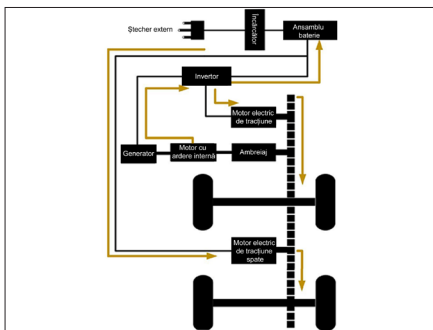 Ștecher extern
Încărcător
Ansamblu
baterie
Invertor
Motor electric
de tracțiune
Generator
Motor cu
ardere internă
Ambreiaj
Motor electric
de tracțiune
spate